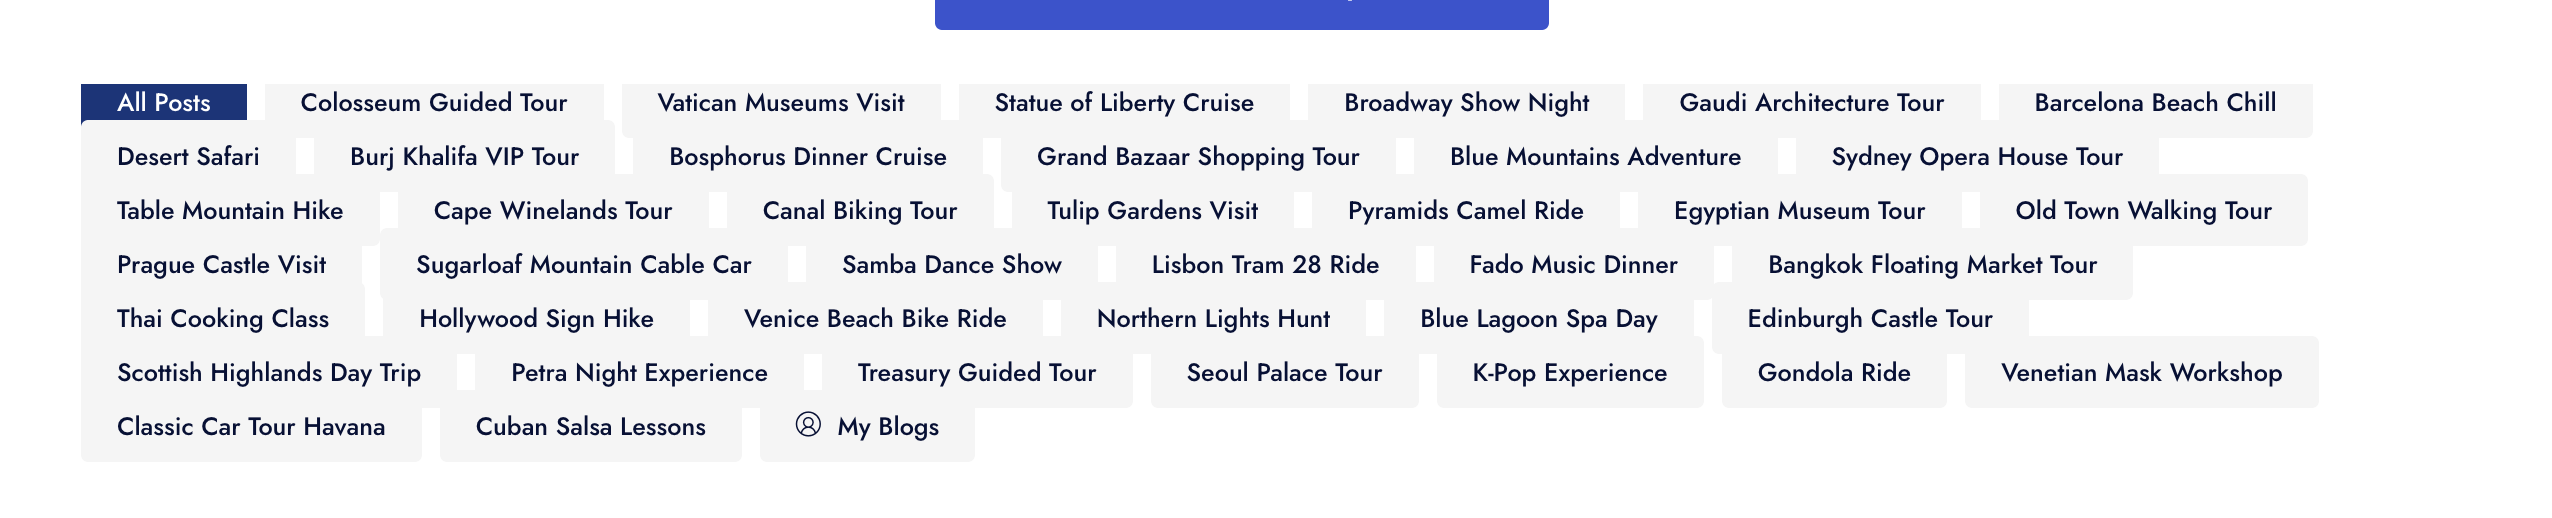 All Posts Colosseum Guided Tour Vatican Museums Visit Statue of Liberty Cruise Broadway Show Night Gaudi Architecture Tour Barcelona Beach Chill
Desert Safari Burj Khalifa VIP Tour Bosphorus Dinner Cruise Grand Bazaar Shopping Tour Blue Mountains Adventure Sydney Opera House Tour
Table Mountain Hike Cape Winelands Tour Canal Biking Tour Tulip Gardens Visit Pyramids Camel Ride Egyptian Museum Tour Old Town Walking Tour
Prague Castle Visit Sugarloaf Mountain Cable Car Samba Dance Show Lisbon Tram 28 Ride Fado Music Dinner Bangkok Floating Market Tour
Thai Cooking Class Hollywood Sign Hike Venice Beach Bike Ride Northern Lights Hunt Blue Lagoon Spa Day Edinburgh Castle Tour
Scottish Highlands Day Trip Petra Night Experience Treasury Guided Tour Seoul Palace Tour K-Pop Experience Gondola Ride Venetian Mask Workshop
Classic Car Tour Havana Cuban Salsa Lessons My Blogs